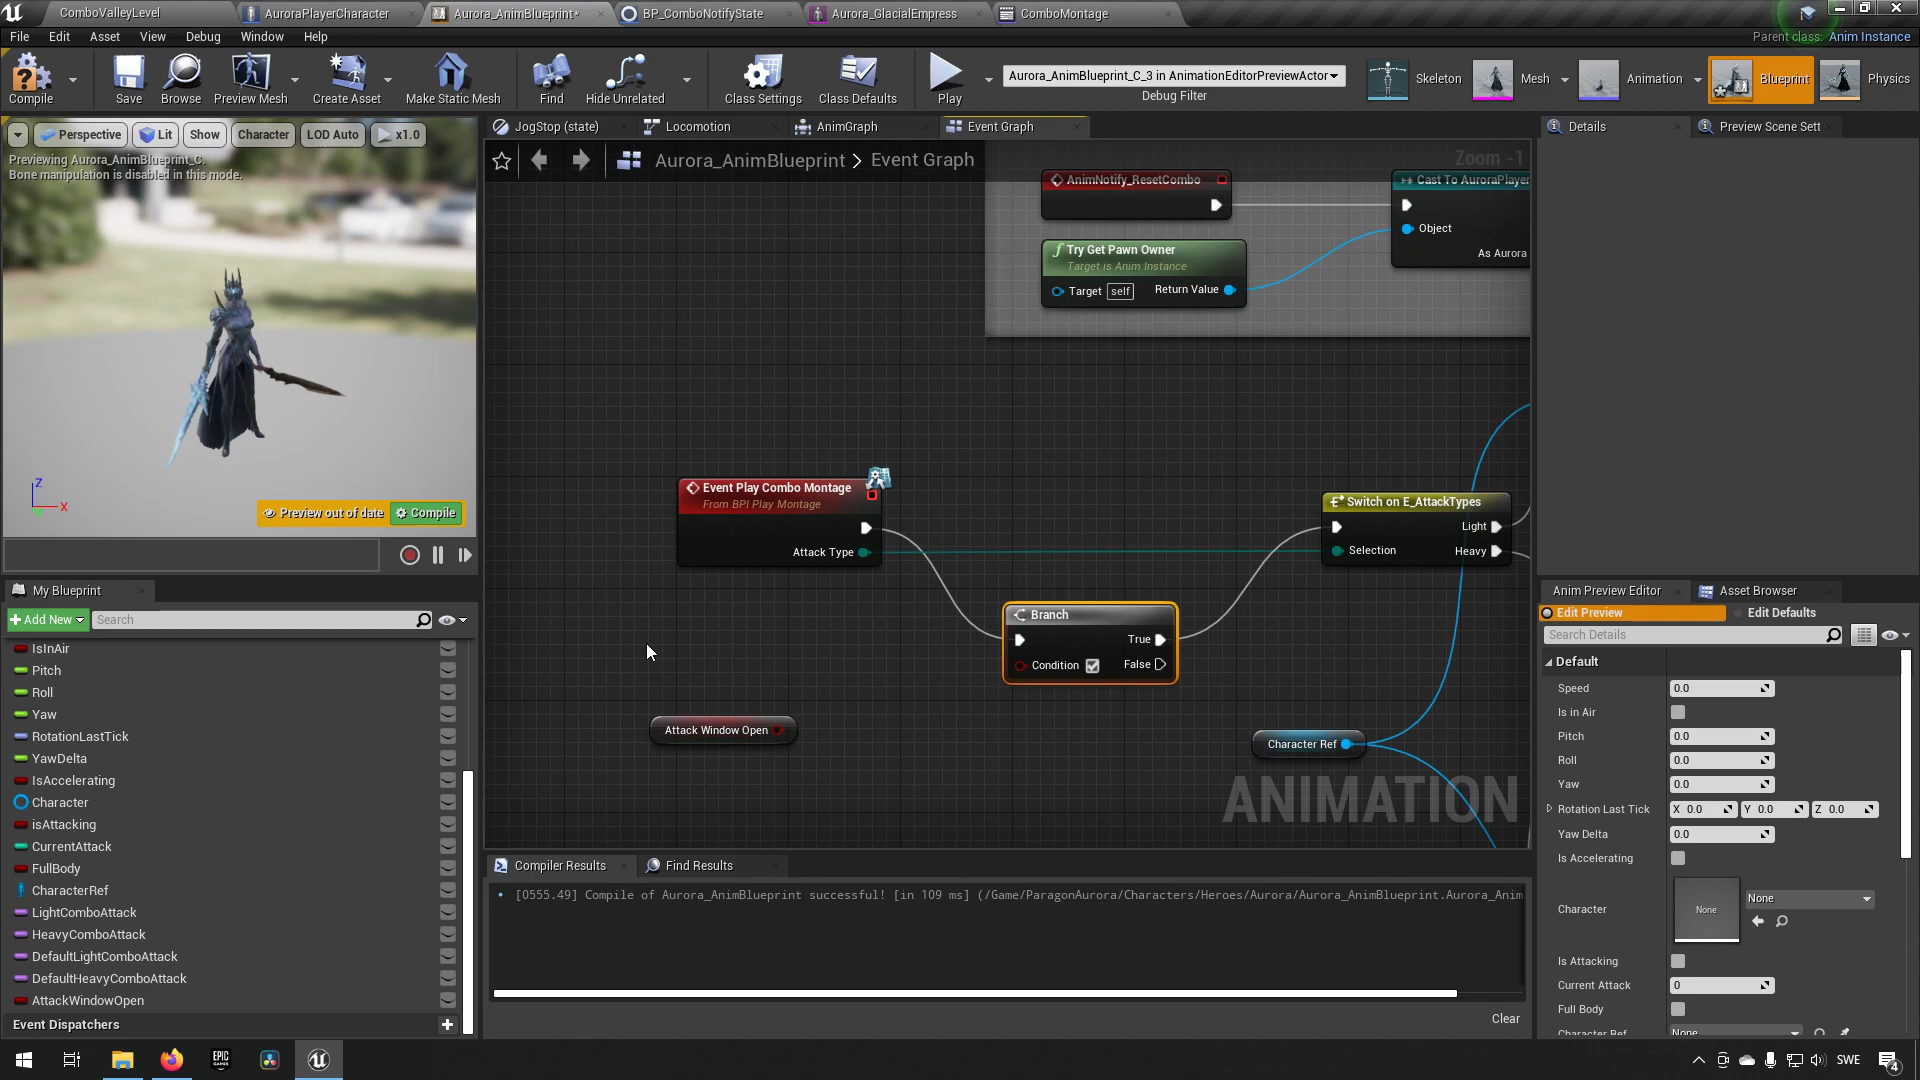 ComboValleyLevel
AuroraPlayerCharacter
Aurora_AnimBlueprint*
BP_ComboNotifyState
Aurora_GlacialEmpress
ComboMontage
File Edit Asset View Debug Window Help
Parent class: Anim Instance
Compile
Save
Browse
Preview Mesh
Create Asset
Make Static Mesh
Find
Hide Unrelated
Class Settings
Class Defaults
Play
Aurora_AnimBlueprint_C_3 in AnimationEditorPreviewActor
Debug Filter
Skeleton
Mesh
Animation
Blueprint
Physics
Perspective
Lit
Show
Character
LOD Auto
x1.0
Previewing Aurora_AnimBlueprint_C.
Bone manipulation is disabled in this mode.
Z
X
Preview out of date
Compile
JogStop (state)
Locomotion
AnimGraph
Event Graph
Aurora_AnimBlueprint > Event Graph
Zoom -1
AnimNotify_ResetCombo
Try Get Pawn Owner
Target is Anim Instance
Target self
Return Value
Cast To AuroraPlayer
Object
As Aurora
Event Play Combo Montage
From BPI Play Montage
Attack Type
Branch
True
Condition
False
Switch on E_AttackTypes
Light
Selection
Heavy
Attack Window Open
Character Ref
ANIMATION
Compiler Results
Find Results
[0555.49] Compile of Aurora_AnimBlueprint successful! [in 109 ms] (/Game/ParagonAurora/Characters/Heroes/Aurora/Aurora_AnimBlueprint.Aurora_Anim
Clear
My Blueprint
Add New
Search
IsInAir
Pitch
Roll
Yaw
RotationLastTick
YawDelta
IsAccelerating
Character
isAttacking
CurrentAttack
FullBody
CharacterRef
LightComboAttack
HeavyComboAttack
DefaultLightComboAttack
DefaultHeavyComboAttack
AttackWindowOpen
Event Dispatchers
Details
Preview Scene Sett
Anim Preview Editor
Asset Browser
Edit Preview
Edit Defaults
Search Details
Default
Speed 0.0
Is in Air
Pitch 0.0
Roll 0.0
Yaw 0.0
Rotation Last Tick X 0.0 Y 0.0 Z 0.0
Yaw Delta 0.0
Is Accelerating
Character None None
Is Attacking
Current Attack 0
Full Body
Character Ref None
EPIC
SWE
4